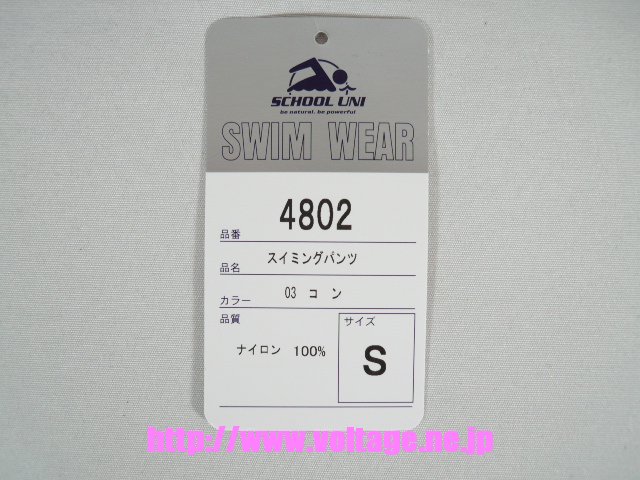 SCHOOL UNI
be natural. be powerful
SWIM WEAR
品番 4802
品名 スイミングパンツ
カラー 03 コン
品質
ナイロン 100%
サイズ
S
http://www.voltage.ne.jp